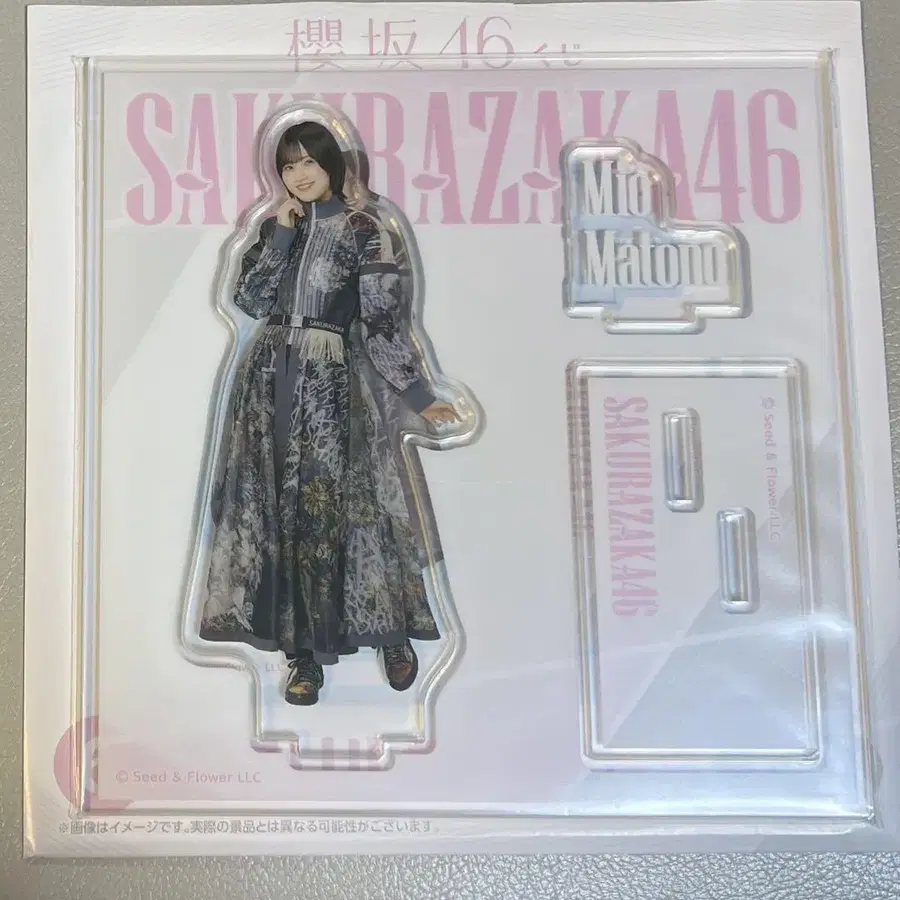 櫻坂46くじ
SAKURAZAKA46
Mio
Matono
SAKURAZAKA
SAKURAZAKA46
© Seed & Flower LLC
Flower LLC
© Seed & Flower LLC
※画像はイメージです。実際の景品とは異なる可能性がございます。